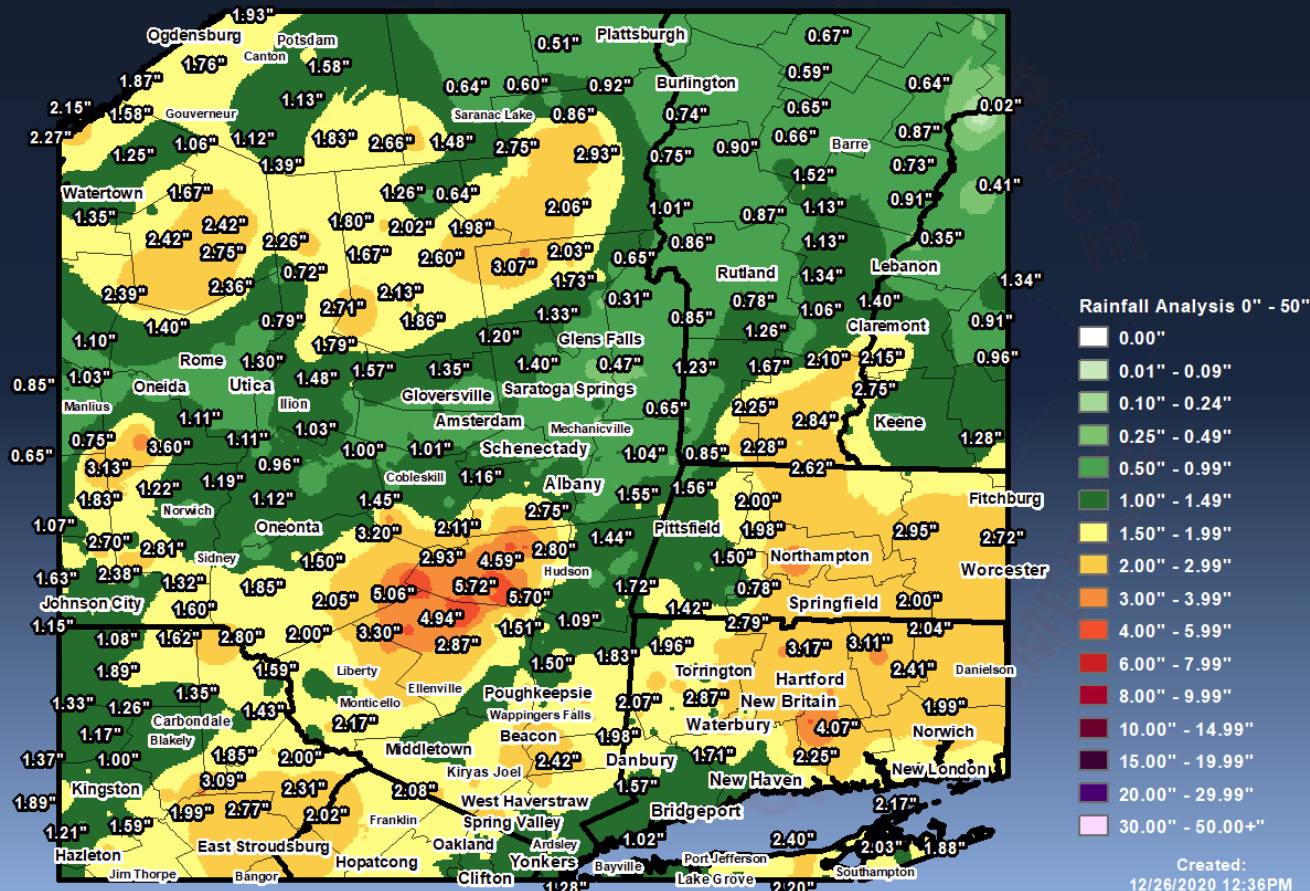 1.93"
Ogdensburg
Potsdam
0.51"
Plattsburgh
0.67"
Canton
1.76"
1.58"
0.59"
1.87"
0.64"
0.60"
0.92"
Burlington
0.64"
2.15"
1.58"
Gouverneur
1.13"
Saranac Lake
0.86"
0.74"
0.65"
0.02"
2.27"
1.06"
1.12"
1.83"
2.66"
1.48"
2.75"
2.93"
0.75"
0.90"
0.66"
Barre
0.87"
1.25"
1.39"
0.73"
Watertown
1.67"
1.26"
0.64"
1.52"
0.41"
1.35"
2.42"
1.80"
2.02"
1.98"
2.06"
1.01"
0.87"
1.13"
0.91"
2.42"
2.75"
2.26"
1.67"
2.60"
3.07"
2.03"
0.65"
0.86"
1.13"
0.35"
0.72"
1.73"
Rutland
1.34"
Lebanon
1.34"
2.39"
2.36"
2.71"
2.13"
0.31"
0.78"
1.06"
1.40"
1.40"
0.79"
1.86"
1.33"
0.85"
1.26"
Claremont
0.91"
1.10"
1.79"
1.20"
Glens Falls
Rome
1.30"
1.48"
1.57"
1.35"
1.40"
0.47"
1.23"
1.67"
2.10"
2.15"
0.96"
0.85"
1.03"
Oneida
Utica
Gloversville
Saratoga Springs
2.75"
Manlius
1.11"
Ilion
1.03"
Amsterdam
Mechanicville
0.65"
2.25"
2.84"
Keene
0.75"
3.60"
1.11"
1.00"
1.01"
Schenectady
1.04"
0.85"
2.28"
1.28"
0.65"
3.13"
0.96"
2.62"
1.83"
1.22"
1.19"
1.12"
1.45"
Cobleskill
1.16"
Albany
1.55"
1.56"
2.00"
Fitchburg
Norwich
1.07"
Oneonta
3.20"
2.11"
2.75"
1.44"
Pittsfield
1.98"
2.95"
2.72"
2.70"
2.81"
Sidney
1.50"
2.93"
4.59"
2.80"
1.50"
Northampton
1.63"
2.38"
1.32"
1.85"
5.06"
5.72"
Hudson
5.70"
1.72"
0.78"
Worcester
Johnson City
1.60"
2.05"
4.94"
1.09"
1.42"
Springfield
2.00"
1.15"
1.08"
1.62"
2.80"
2.00"
3.30"
2.87"
1.51"
2.79"
2.04"
1.89"
1.59"
Liberty
1.50"
1.83"
1.96"
3.17"
3.11"
1.33"
1.26"
1.35"
Ellenville
Poughkeepsie
Torrington
Hartford
2.41"
Danielson
1.17"
Carbondale
1.43"
Monticello
2.17"
Wappingers Falls
2.07"
2.87"
New Britain
1.99"
Blakely
Beacon
1.98"
Waterbury
4.07"
Norwich
1.37"
1.00"
1.85"
2.00"
Middletown
2.42"
Danbury
1.71"
2.25"
Kingston
3.09"
2.31"
Kiryas Joel
1.57"
New Haven
New London
1.89"
1.99"
2.77"
2.02"
2.08"
West Haverstraw
Bridgeport
2.17"
1.21"
1.59"
Franklin
Spring Valley
1.02"
2.40"
2.03"
1.88"
Hazleton
East Stroudsburg
Oakland
Ardsley
Jim Thorpe
Bangor
Hopatcong
Yonkers
Clifton
Bayville
Port Jefferson
Lake Grove
Southampton
1.28"
2.20"
Rainfall Analysis 0" - 50"
0.00"
0.01" - 0.09"
0.10" - 0.24"
0.25" - 0.49"
0.50" - 0.99"
1.00" - 1.49"
1.50" - 1.99"
2.00" - 2.99"
3.00" - 3.99"
4.00" - 5.99"
6.00" - 7.99"
8.00" - 9.99"
10.00" - 14.99"
15.00" - 19.99"
20.00" - 29.99"
30.00" - 50.00+"
Created:
12/26/2020 12:36PM